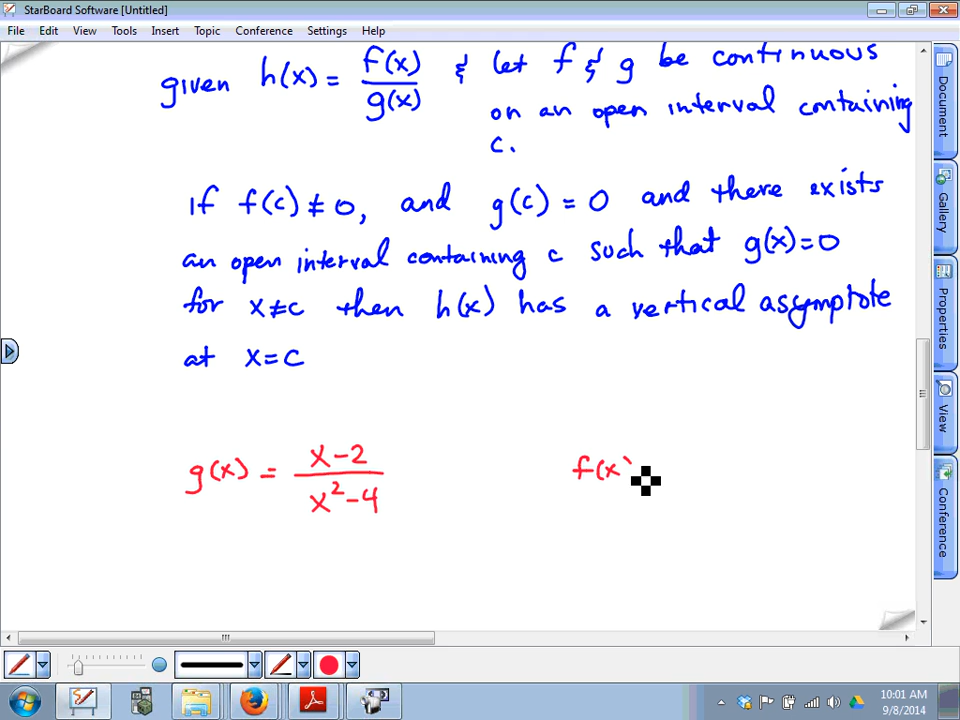 StarBoard Software [Untitled]
File Edit View Tools Insert Topic Conference Settings Help
given h(x) = f(x)/g(x) & let f & g be continuous
on an open interval containing
c.
If f(c) ≠ 0, and g(c) = 0 and there exists
an open interval containing c such that g(x)=0
for x≠c then h(x) has a vertical asymptote
at x=c
g(x) = x-2/x²-4
f(x)
Document
Gallery
Properties
View
Conference
10:01 AM
9/8/2014